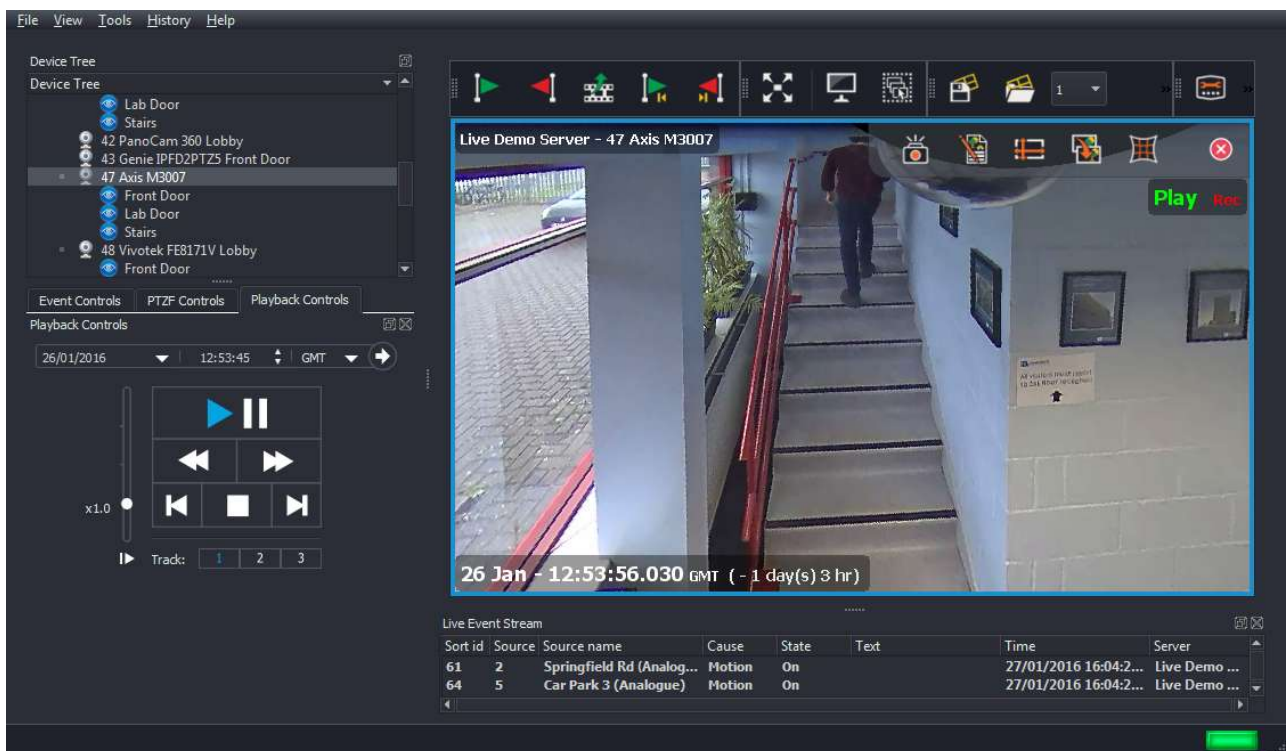 File View Tools History Help
Device Tree
Device Tree
Lab Door
Stairs
42 PanoCam 360 Lobby
43 Genie IPFD2PTZ5 Front Door
47 Axis M3007
Front Door
Lab Door
Stairs
48 Vivotek FE8171V Lobby
Front Door
Event Controls PTZF Controls Playback Controls
Playback Controls
26/01/2016 12:53:45 GMT
x1.0
Track: 1 2 3
1
Live Demo Server - 47 Axis M3007
Play Rec
All visitors must report
26 Jan - 12:53:56.030 GMT ( - 1 day(s) 3 hr)
Live Event Stream
Sort id Source Source name Cause State Text Time Server
61 2 Springfield Rd (Analog... Motion On 27/01/2016 16:04:2... Live Demo ...
64 5 Car Park 3 (Analogue) Motion On 27/01/2016 16:04:2... Live Demo ...